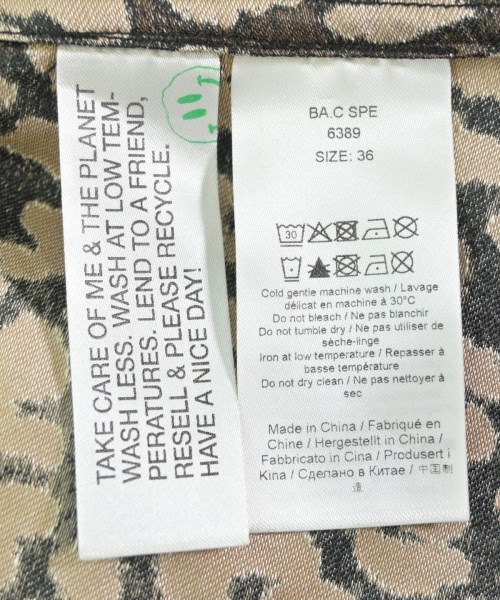 TAKE CARE OF ME & THE PLANET
WASH LESS. WASH AT LOW TEM-
PERATURES. LEND TO A FRIEND,
RESELL & PLEASE RECYCLE.
HAVE A NICE DAY!
BA.C SPE
6389
SIZE: 36
30
Cold gentle machine wash / Lavage
délicat en machine à 30°C
Do not bleach / Ne pas blanchir
Do not tumble dry / Ne pas utiliser de
sèche-linge
Iron at low temperature / Repasser à
basse température
Do not dry clean / Ne pas nettoyer à
sec
Made in China / Fabriqué en
Chine / Hergestellt in China /
Fabbricato in Cina / Produsert i
Kina / Сделано в Китае / 中国制
造